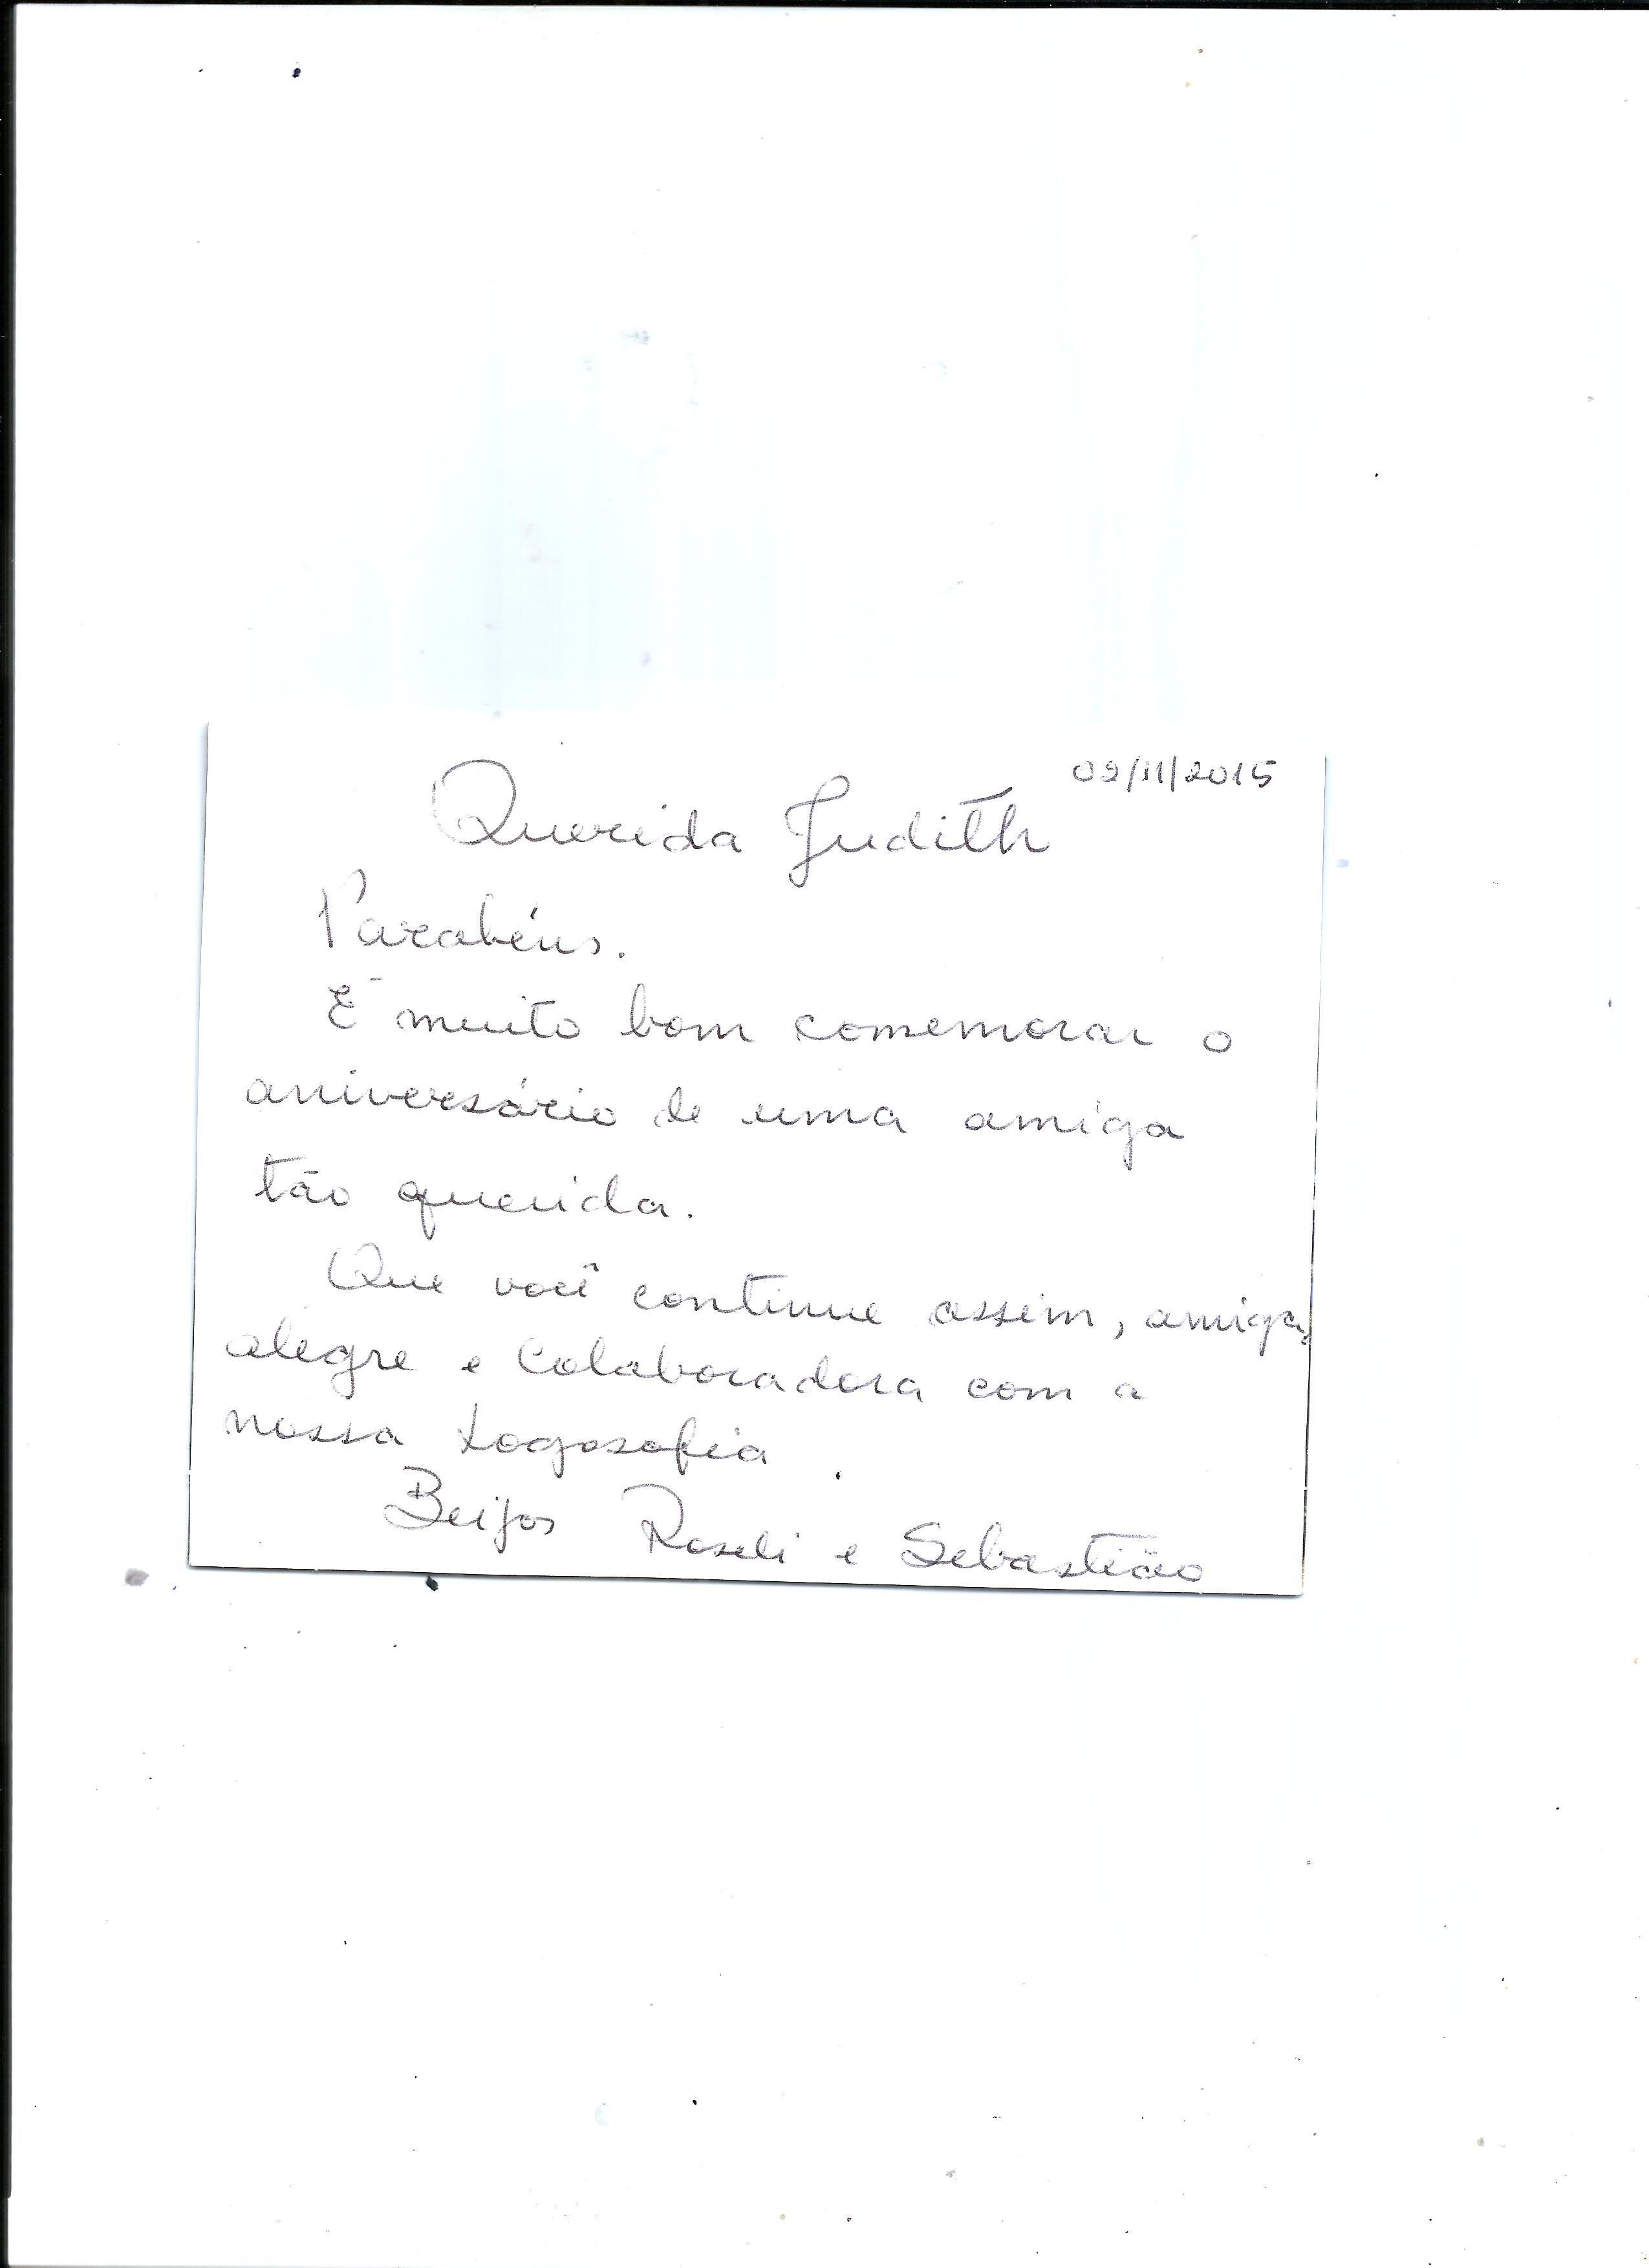 09/11/2015
Querida Judith
Parabéns.
É muito bom comemorar o
aniversário de uma amiga
tão querida.
Que você continue assim, amiga,
alegre e Colaboradora com a
nossa Logosofia.
Beijos Roseli e Sebastião